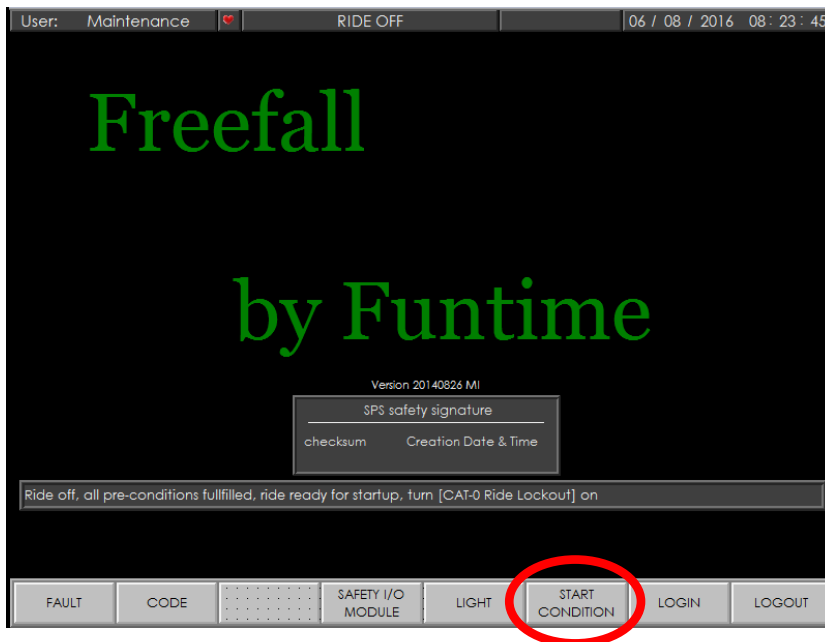 User: Maintenance RIDE OFF 06 / 08 / 2016 08 : 23 : 45
Freefall
by Funtime
Version 20140826 MI
SPS safety signature
checksum Creation Date & Time
Ride off, all pre-conditions fullfilled, ride ready for startup, turn [CAT-0 Ride Lockout] on
FAULT CODE SAFETY I/O MODULE LIGHT START CONDITION LOGIN LOGOUT